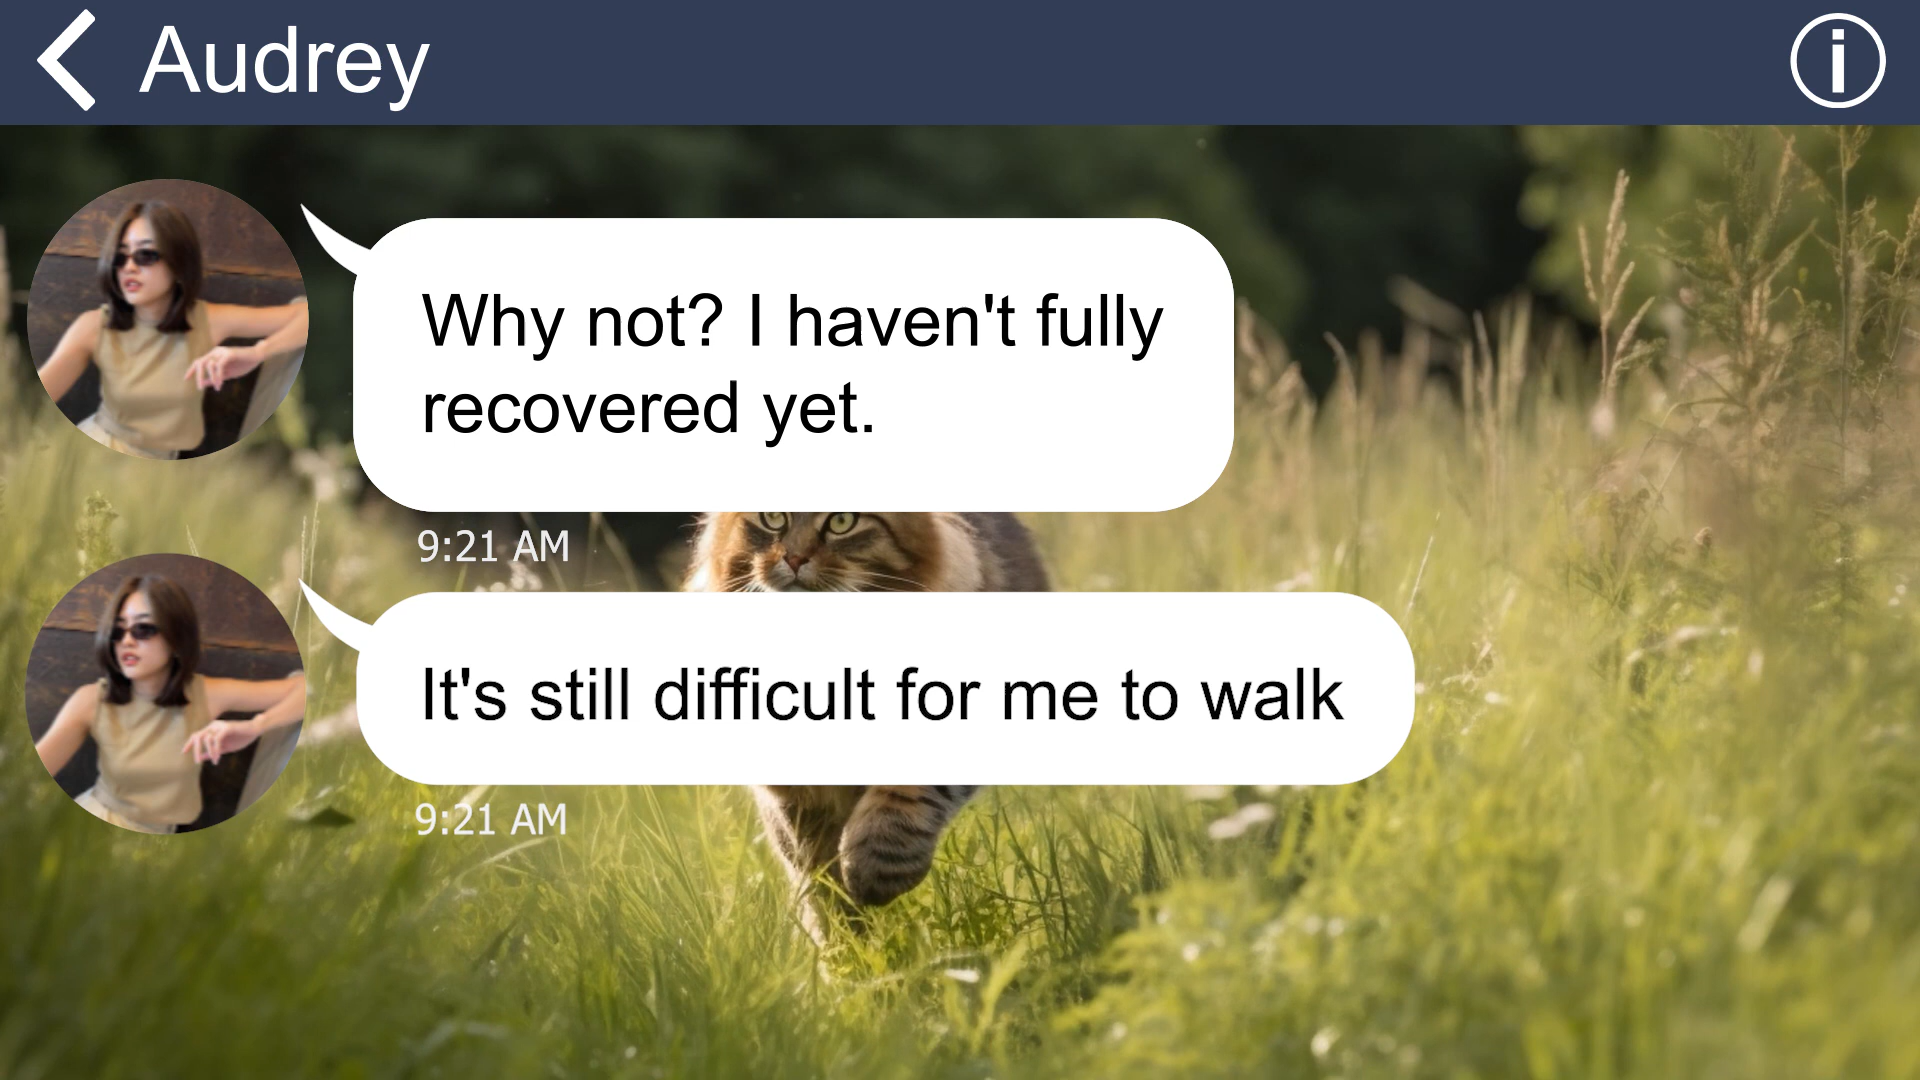 Audrey
Why not? I haven't fully
recovered yet.
9:21 AM
It's still difficult for me to walk
9:21 AM